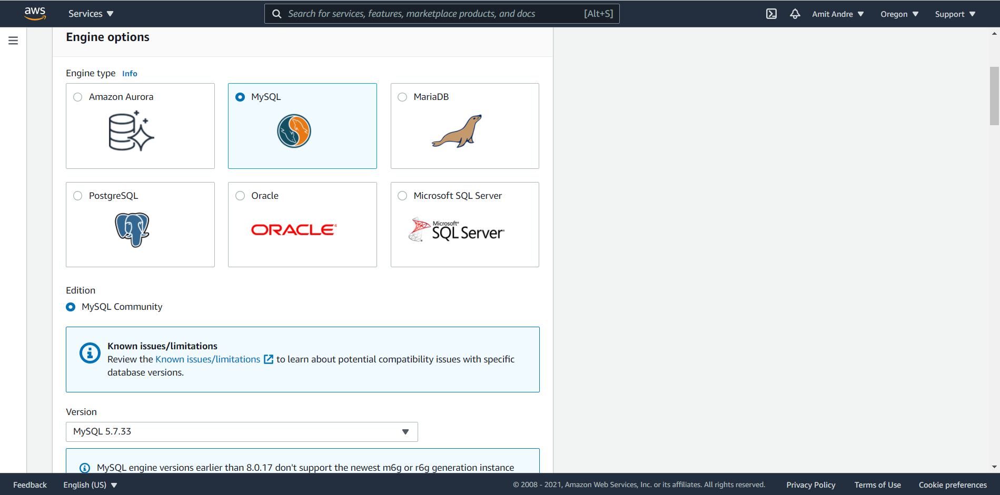 aws
Services
Search for services, features, marketplace products, and docs
[Alt+S]
Amit Andre
Oregon
Support
Engine options
Engine type Info
Amazon Aurora
MySQL
MariaDB
PostgreSQL
Oracle
Microsoft SQL Server
ORACLE
Microsoft®
SQL Server
Edition
MySQL Community
Known issues/limitations
Review the Known issues/limitations to learn about potential compatibility issues with specific
database versions.
Version
MySQL 5.7.33
MySQL engine versions earlier than 8.0.17 don't support the newest m6g or r6g generation instance
Feedback
English (US)
© 2008 - 2021, Amazon Web Services, Inc. or its affiliates. All rights reserved.
Privacy Policy
Terms of Use
Cookie preferences